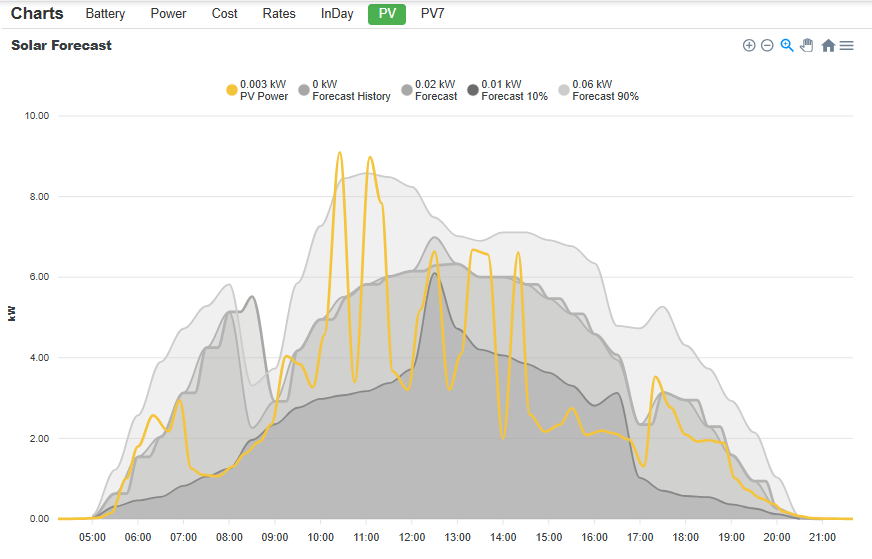 Charts Battery Power Cost Rates InDay PV PV7
Solar Forecast
0.003 kW 0 kW 0.02 kW 0.01 kW 0.06 kW
PV Power Forecast History Forecast Forecast 10% Forecast 90%
10.00
8.00
6.00
kW
4.00
2.00
0.00
05:00 06:00 07:00 08:00 09:00 10:00 11:00 12:00 13:00 14:00 15:00 16:00 17:00 18:00 19:00 20:00 21:00